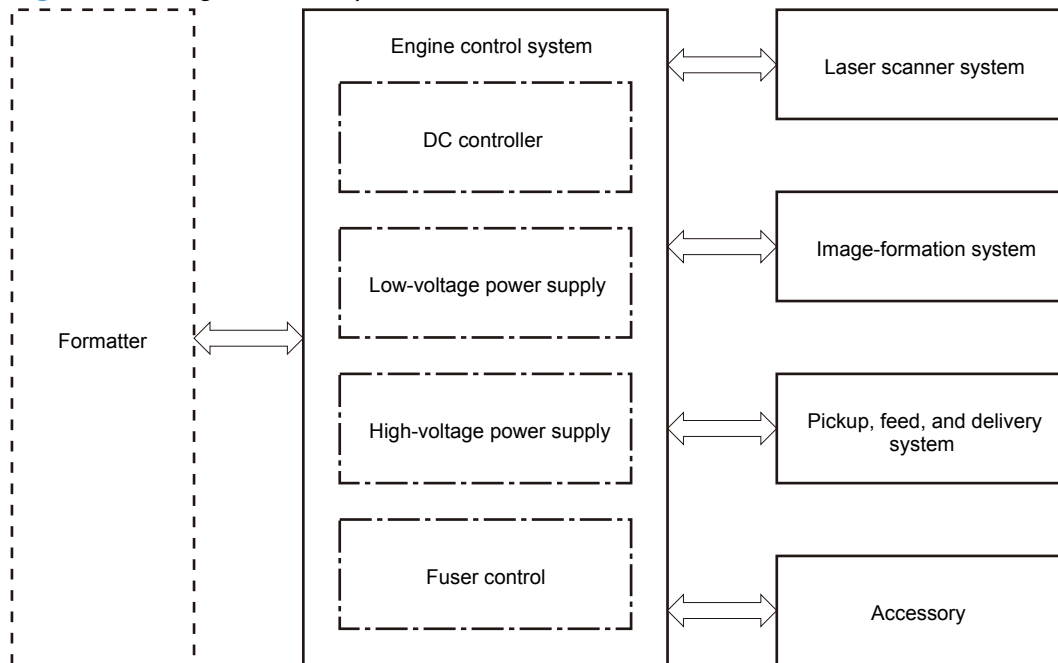 Engine control system
Laser scanner system
DC controller
Image-formation system
Low-voltage power supply
Formatter
High-voltage power supply
Pickup, feed, and delivery
system
Fuser control
Accessory